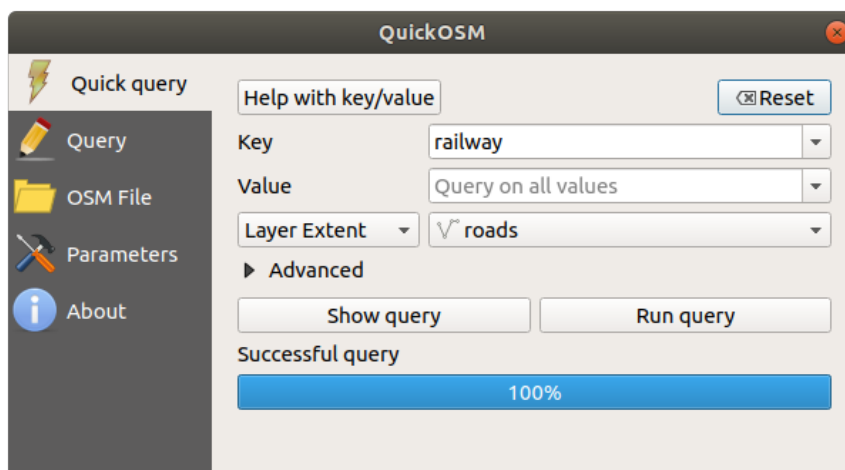 QuickOSM
Quick query
Query
OSM File
Parameters
About
Help with key/value
Reset
Key
railway
Value
Query on all values
Layer Extent
roads
Advanced
Show query
Run query
Successful query
100%